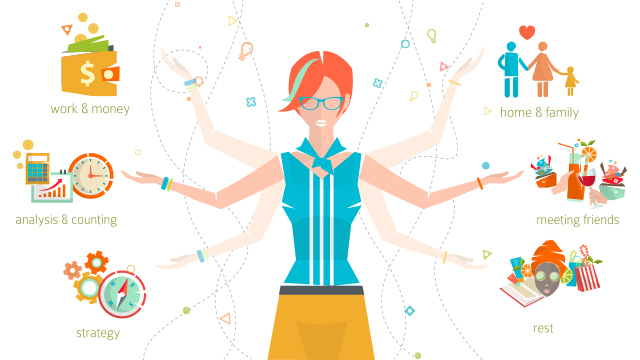 work & money
home & family
analysis & counting
meeting friends
strategy
rest
$